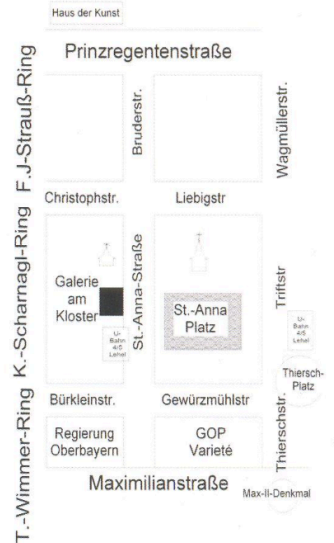 Haus der Kunst
Prinzregentenstraße
F.J-Strauß-Ring
Bruderstr.
Wagmüllerstr.
Christophstr.
Liebigstr
K.-Scharnagl-Ring
Galerie
am
Kloster
U-
Bahn
4/5
Lehel
St.-Anna-Straße
St.-Anna
Platz
Triftstr
U-
Bahn
4/5
Lehel
Thiersch-
Platz
Bürkleinstr.
Gewürzmühlstr
T.-Wimmer-Ring
Regierung
Oberbayern
GOP
Varieté
Thierschstr.
Maximilianstraße
Max-II-Denkmal